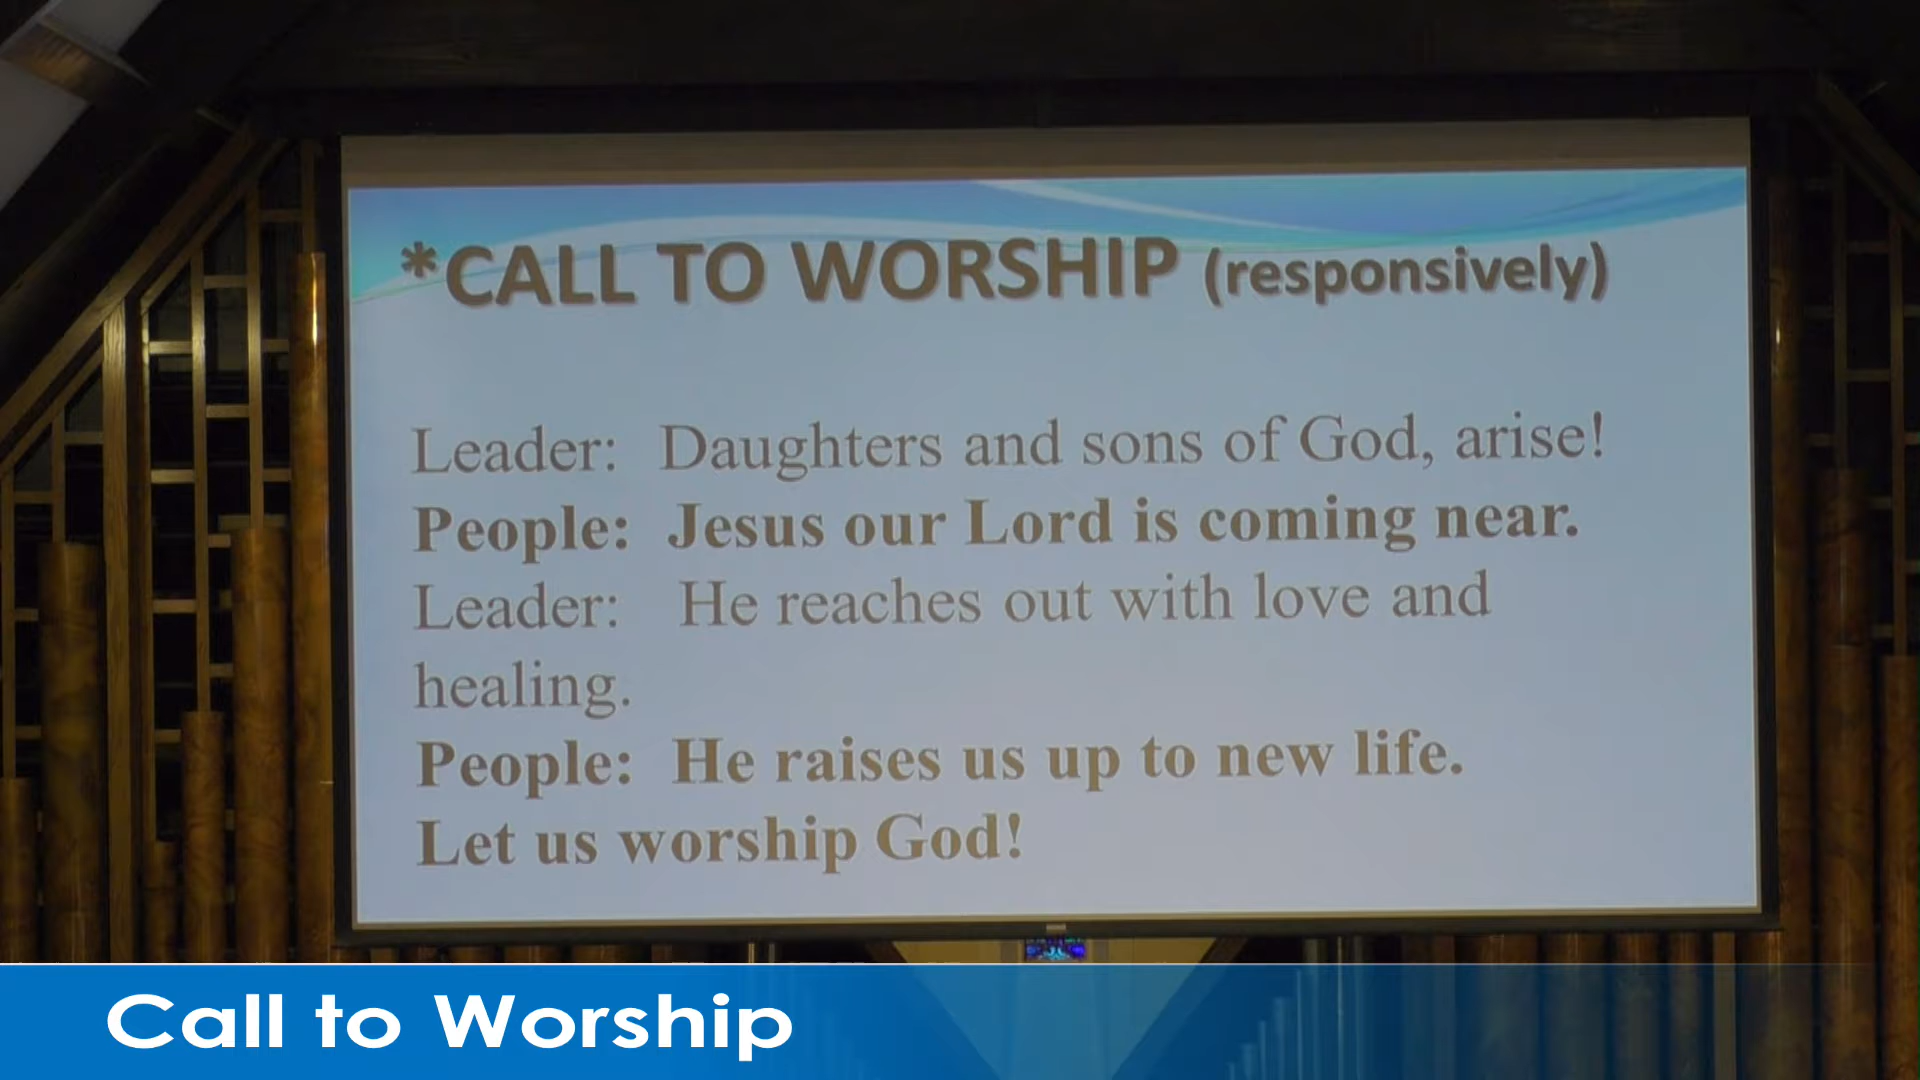 *CALL TO WORSHIP (responsively)
Leader: Daughters and sons of God, arise!
People: Jesus our Lord is coming near.
Leader: He reaches out with love and
healing.
People: He raises us up to new life.
Let us worship God!
Call to Worship